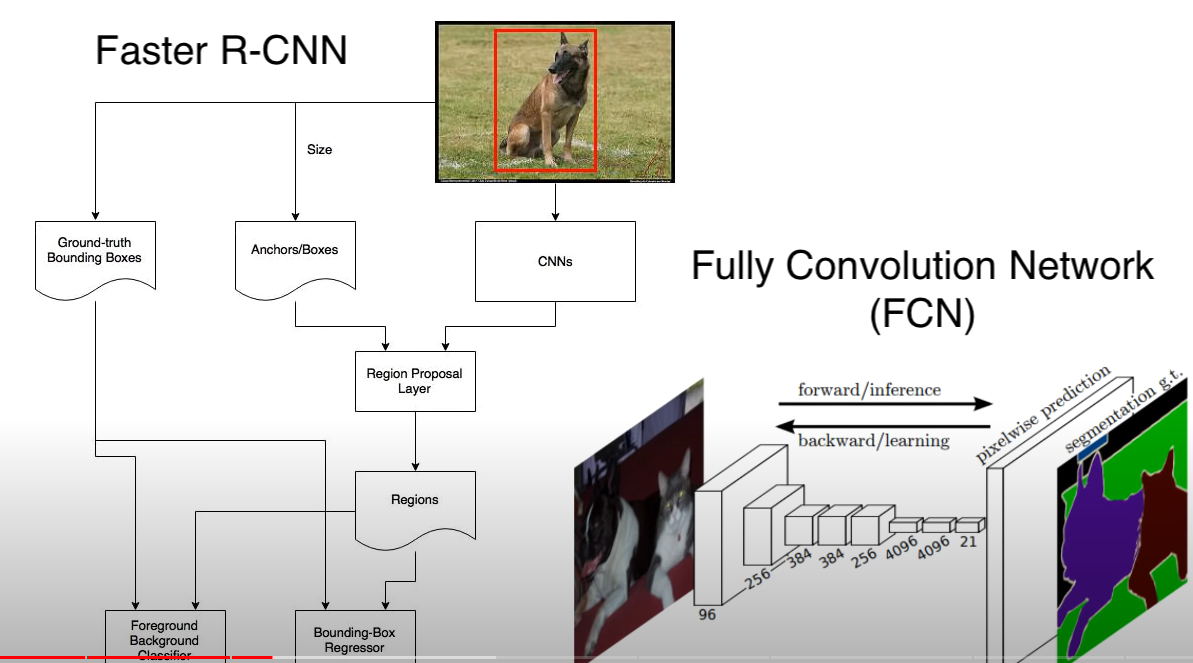 Faster R-CNN
Size
Ground-truth
Bounding Boxes
Anchors/Boxes
CNNs
Region Proposal
Layer
Regions
Foreground
Background
Classifier
Bounding-Box
Regressor
Fully Convolution Network
(FCN)
forward/inference
backward/learning
pixelwise prediction
segmentation g.t.
96
256
384
384
256
4096
4096
21